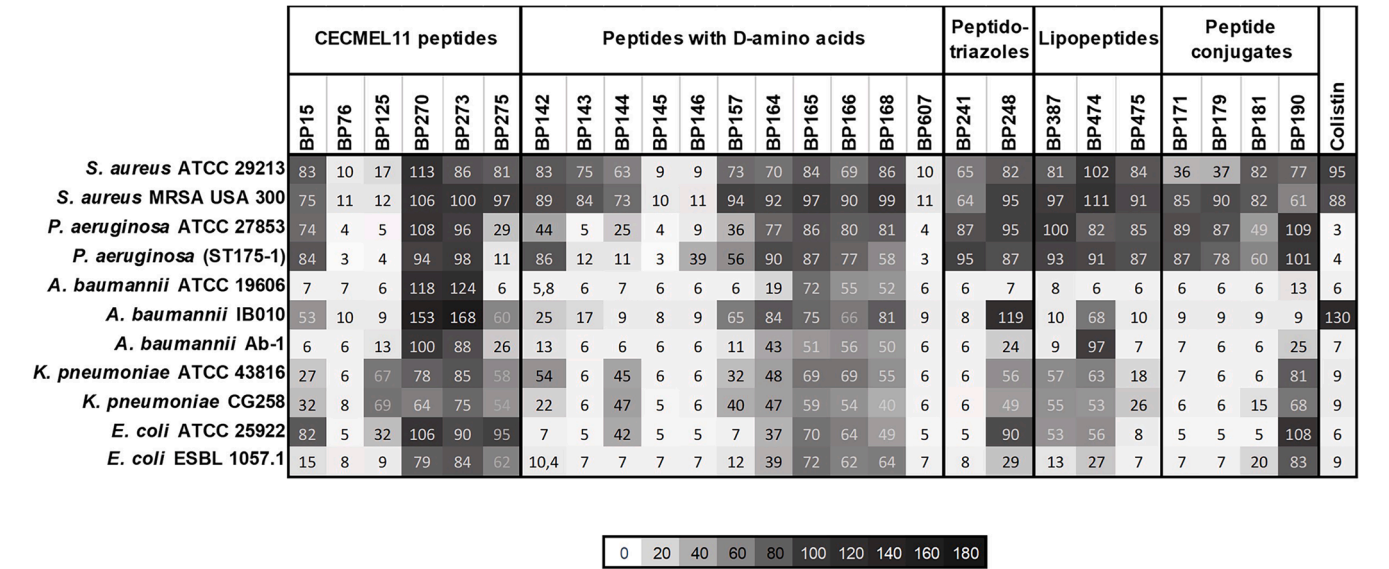 CECMEL11 peptides Peptides with D-amino acids Peptido-triazoles Lipopeptides Peptide conjugates Colistin
BP15 BP76 BP125 BP270 BP273 BP275 BP142 BP143 BP144 BP145 BP146 BP157 BP164 BP165 BP166 BP168 BP607 BP241 BP248 BP387 BP474 BP475 BP171 BP179 BP181 BP190
S. aureus ATCC 29213 83 10 17 113 86 81 83 75 63 9 9 73 70 84 69 86 10 65 82 81 102 84 36 37 82 77 95
S. aureus MRSA USA 300 75 11 12 106 100 97 89 84 73 10 11 94 92 97 90 99 11 64 95 97 111 91 85 90 82 61 88
P. aeruginosa ATCC 27853 74 4 5 108 96 29 44 5 25 4 9 36 77 86 80 81 4 87 95 100 82 85 89 87 49 109 3
P. aeruginosa (ST175-1) 84 3 4 94 98 11 86 12 11 3 39 56 90 87 77 58 3 95 87 93 91 87 87 78 60 101 4
A. baumannii ATCC 19606 7 7 6 118 124 6 5,8 6 7 6 6 6 19 72 55 52 6 6 7 8 6 6 6 6 6 13 6
A. baumannii IB010 53 10 9 153 168 60 25 17 9 8 9 65 84 75 66 81 9 8 119 10 68 10 9 9 9 9 130
A. baumannii Ab-1 6 6 13 100 88 26 13 6 6 6 6 11 43 51 56 50 6 6 24 9 97 7 7 6 6 25 7
K. pneumoniae ATCC 43816 27 6 67 78 85 58 54 6 45 6 6 32 48 69 69 55 6 6 56 57 63 18 7 6 6 81 9
K. pneumoniae CG258 32 8 69 64 75 54 22 6 47 5 6 40 47 59 54 40 6 6 49 55 53 26 6 6 15 68 9
E. coli ATCC 25922 82 5 32 106 90 95 7 5 42 5 5 7 37 70 64 49 5 5 90 53 56 8 5 5 5 108 6
E. coli ESBL 1057.1 15 8 9 79 84 62 10,4 7 7 7 7 12 39 72 62 64 7 8 29 13 27 7 7 7 20 83 9
0 20 40 60 80 100 120 140 160 180